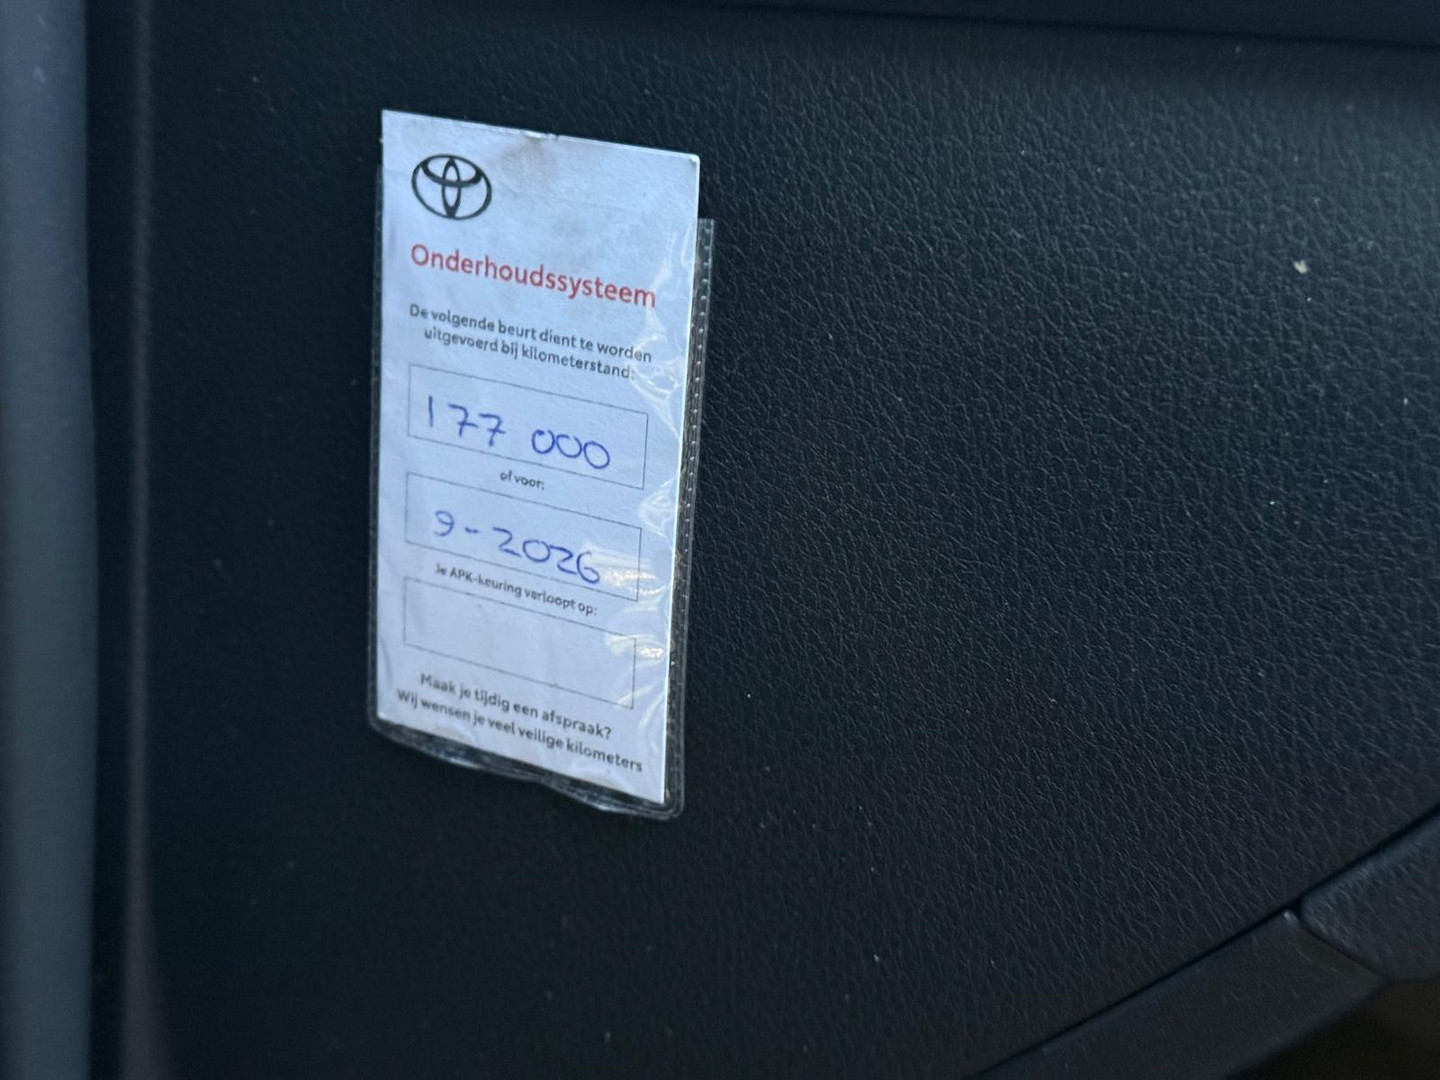 Onderhoudssysteem
De volgende beurt dient te worden
uitgevoerd bij kilometerstand:
177 000
of voor:
9-2026
Je APK-keuring verloopt op:
Maak je tijdig een afspraak?
Wij wensen je veel veilige kilometers